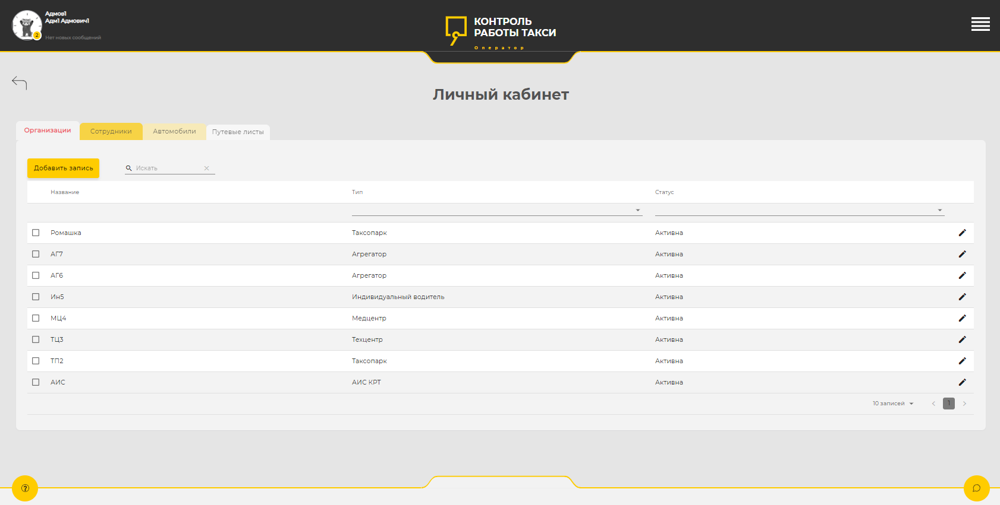 Адмов1
Адм1 Адмович1
2
Нет новых сообщений
КОНТРОЛЬ
РАБОТЫ ТАКСИ
Оператор
Личный кабинет
Организации Сотрудники Автомобили Путевые листы
Добавить запись Искать
Название Тип Статус
Ромашка Таксопарк Активна
АГ7 Агрегатор Активна
АГ6 Агрегатор Активна
Ин5 Индивидуальный водитель Активна
МЦ4 Медцентр Активна
ТЦ3 Техцентр Активна
ТП2 Таксопарк Активна
АИС АИС КРТ Активна
10 записей 1